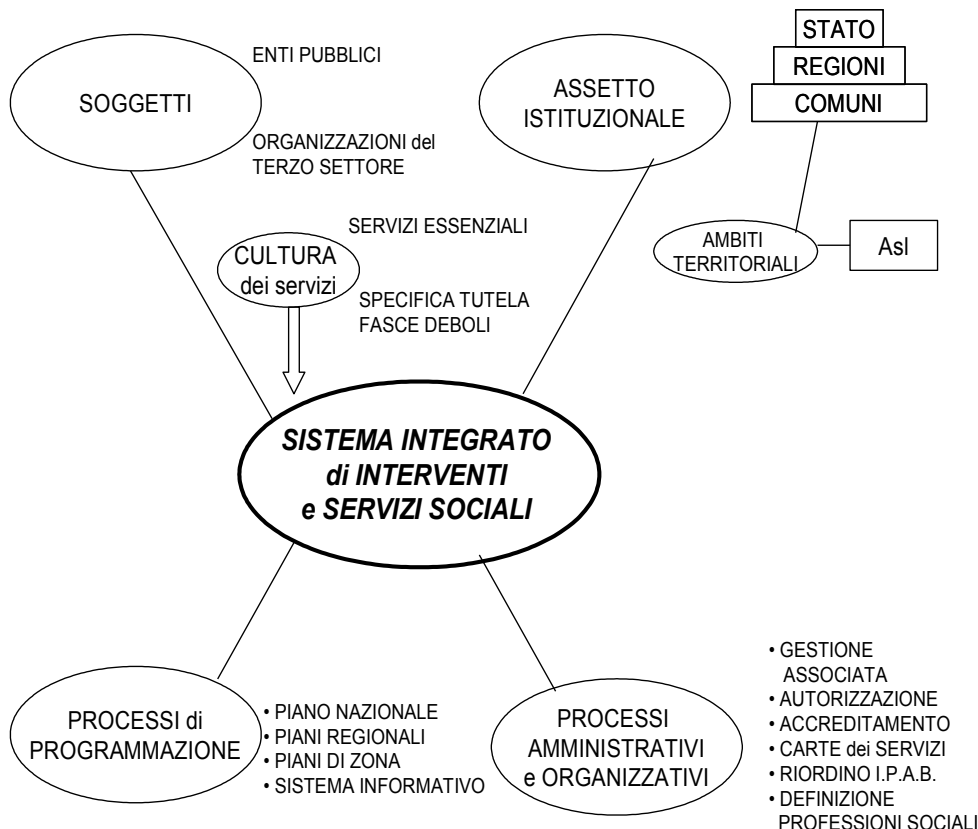 SOGGETTI
ENTI PUBBLICI
ORGANIZZAZIONI del
TERZO SETTORE
ASSETTO
ISTITUZIONALE
STATO
REGIONI
COMUNI
AMBITI
TERRITORIALI
Asl
CULTURA
dei servizi
SERVIZI ESSENZIALI
SPECIFICA TUTELA
FASCE DEBOLI
SISTEMA INTEGRATO
di INTERVENTI
e SERVIZI SOCIALI
PROCESSI di
PROGRAMMAZIONE
• PIANO NAZIONALE
• PIANI REGIONALI
• PIANI DI ZONA
• SISTEMA INFORMATIVO
PROCESSI
AMMINISTRATIVI
e ORGANIZZATIVI
• GESTIONE
ASSOCIATA
• AUTORIZZAZIONE
• ACCREDITAMENTO
• CARTE dei SERVIZI
• RIORDINO I.P.A.B.
• DEFINIZIONE
PROFESSIONI SOCIALI